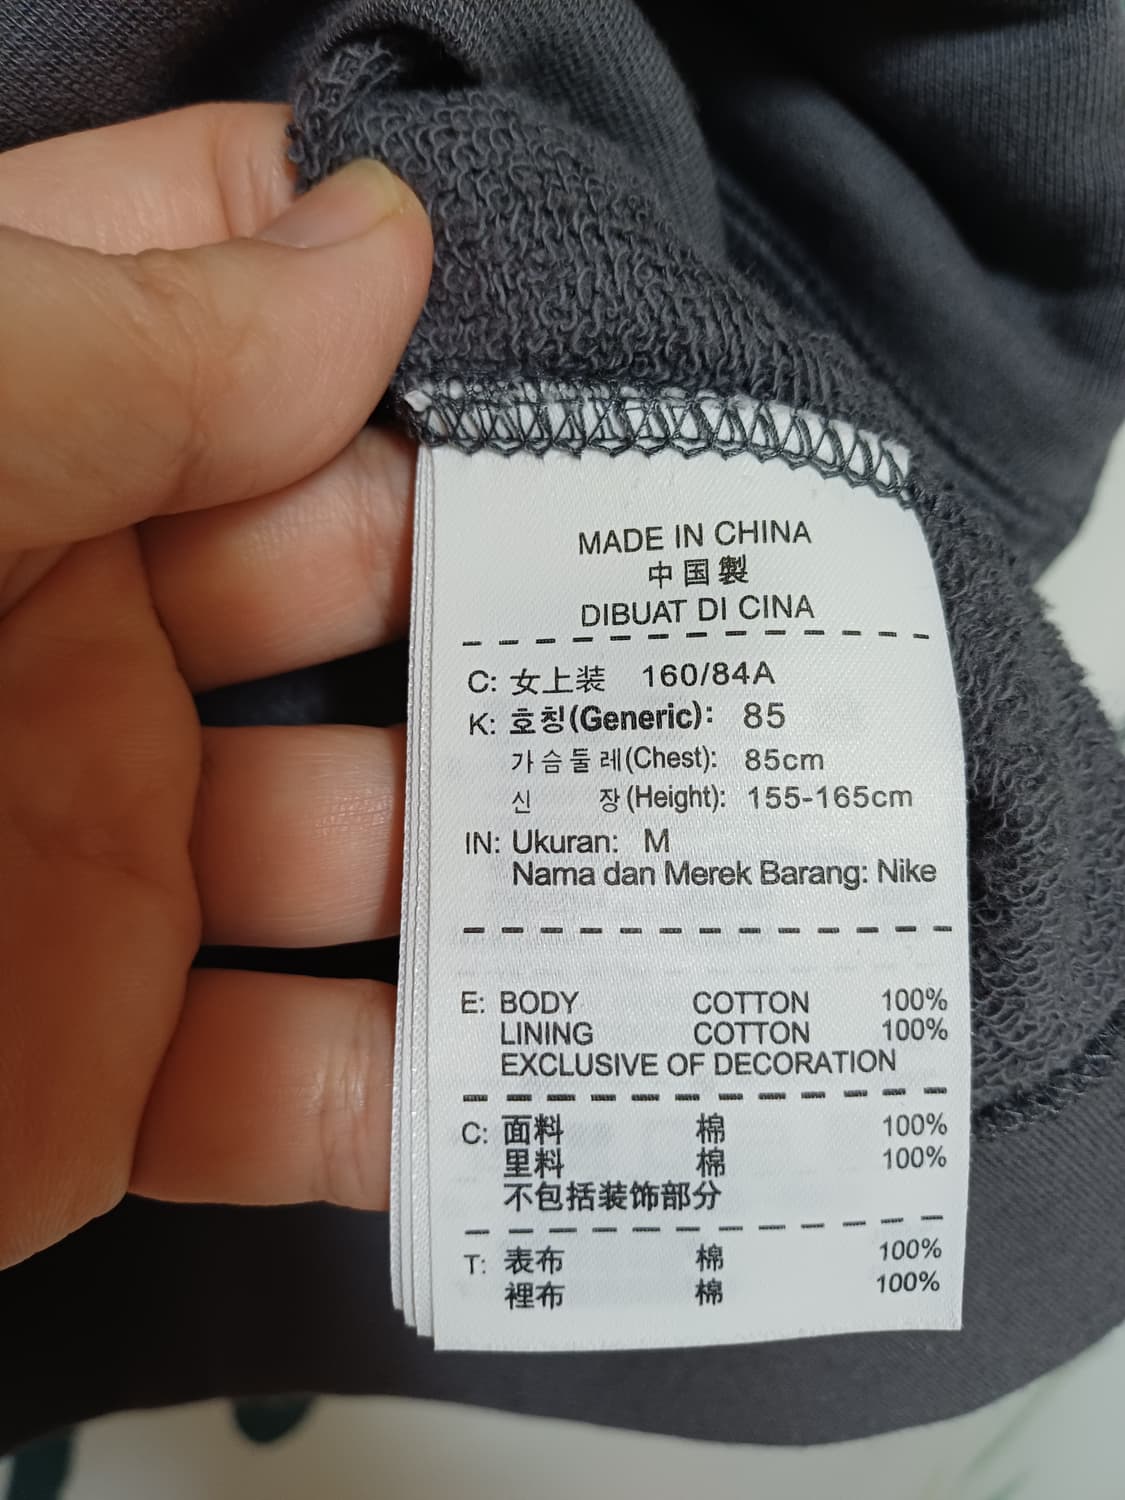 MADE IN CHINA
中国製
DIBUAT DI CINA
C: 女上装 160/84A
K: 호칭(Generic): 85
가슴둘레(Chest): 85cm
신 장(Height): 155-165cm
IN: Ukuran: M
Nama dan Merek Barang: Nike
E: BODY COTTON 100%
LINING COTTON 100%
EXCLUSIVE OF DECORATION
C: 面料 棉 100%
里料 棉 100%
不包括装饰部分
T: 表布 棉 100%
裡布 棉 100%